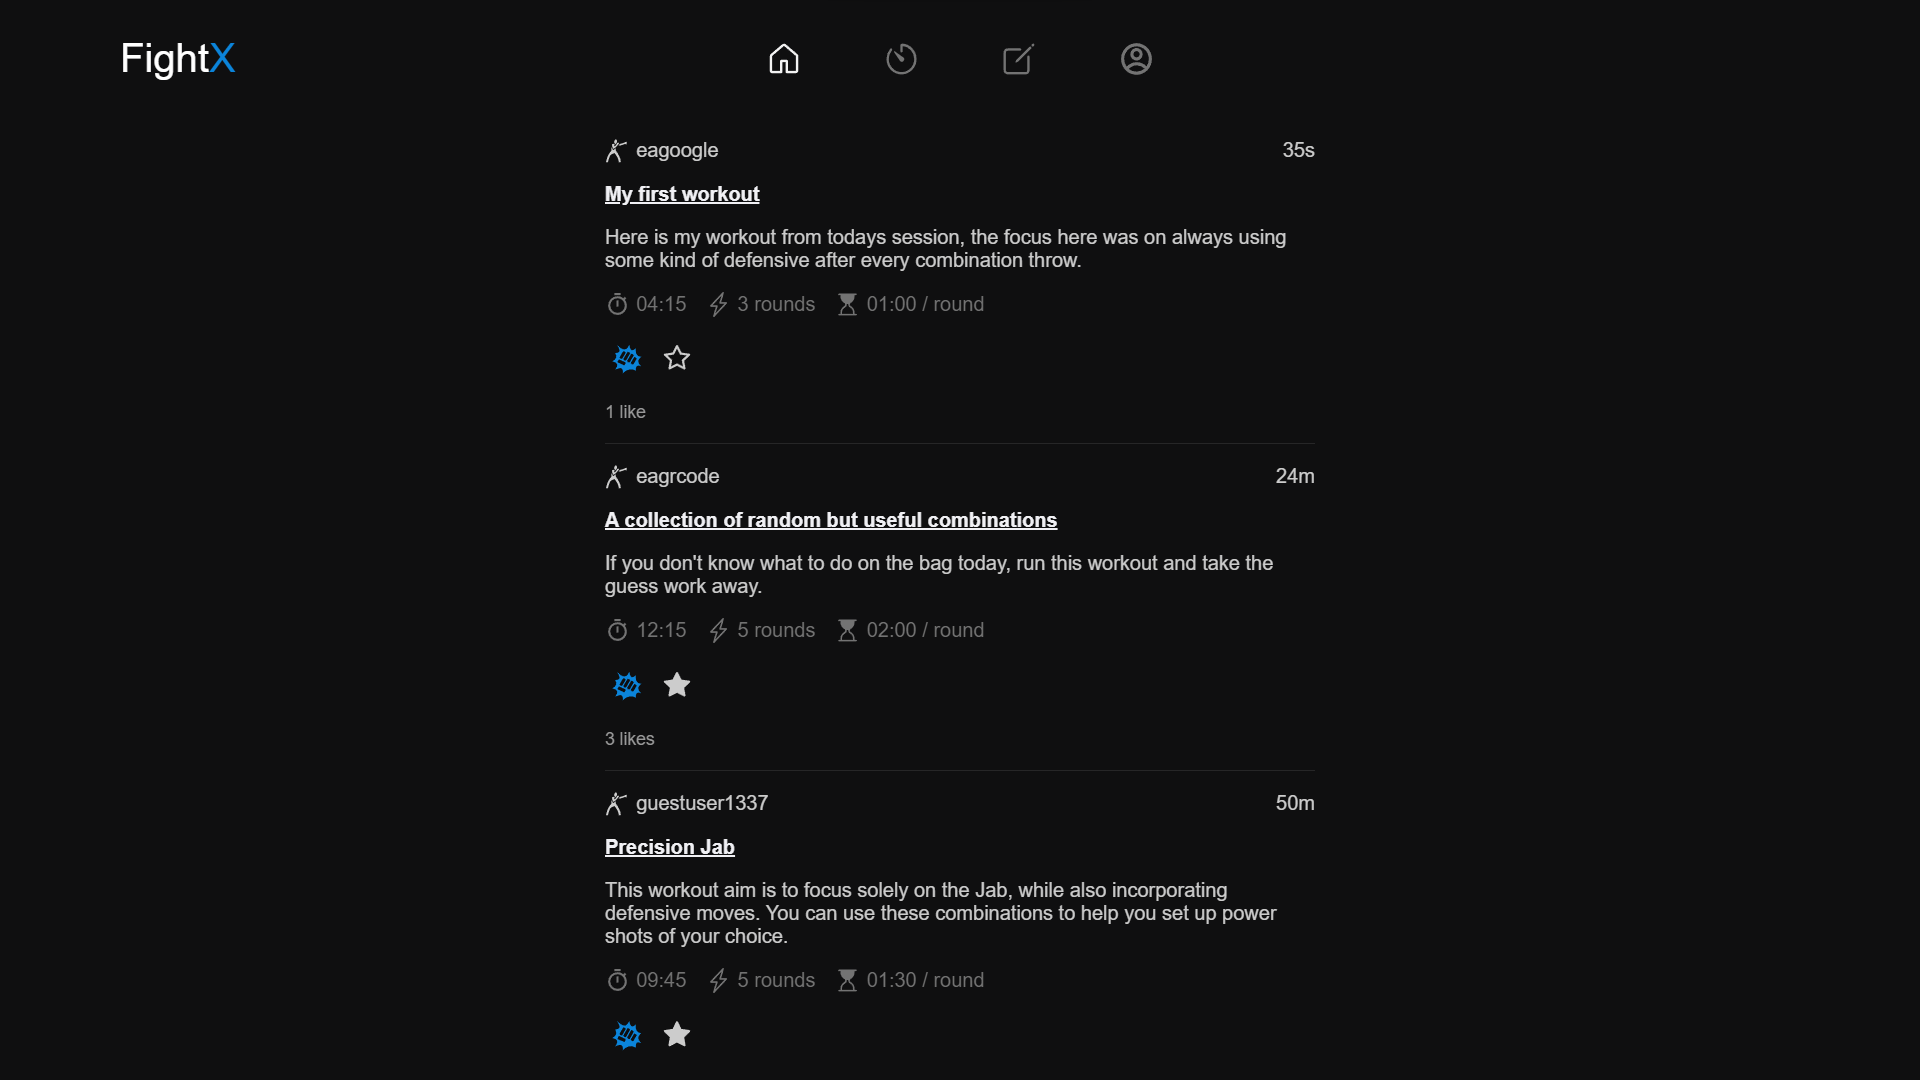 FightX
eagoogle 35s
My first workout
Here is my workout from todays session, the focus here was on always using
some kind of defensive after every combination throw.
04:15 3 rounds 01:00 / round
1 like
eagrcode 24m
A collection of random but useful combinations
If you don't know what to do on the bag today, run this workout and take the
guess work away.
12:15 5 rounds 02:00 / round
3 likes
guestuser1337 50m
Precision Jab
This workout aim is to focus solely on the Jab, while also incorporating
defensive moves. You can use these combinations to help you set up power
shots of your choice.
09:45 5 rounds 01:30 / round